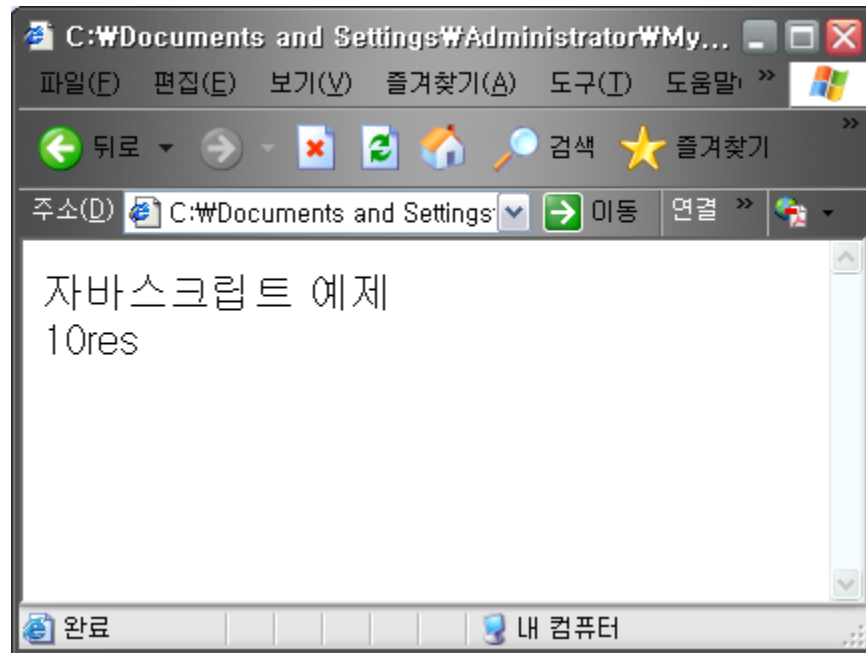 C:₩Documents and Settings₩Administrator₩My...
파일(F) 편집(E) 보기(V) 즐겨찾기(A) 도구(T) 도움말 »
뒤로 검색 즐겨찾기 »
주소(D) C:₩Documents and Settings 이동 연결 »
자바스크립트 예제
10res
완료 내 컴퓨터